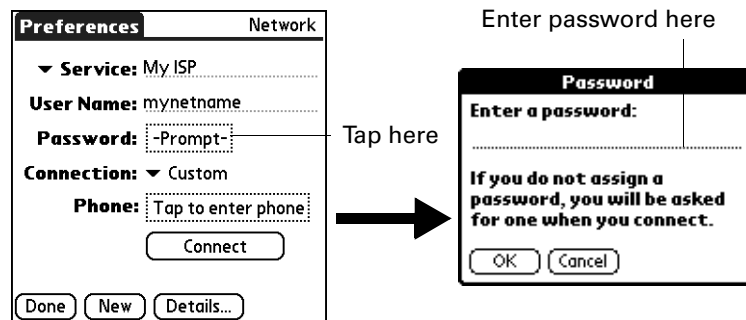 Preferences Network
Service: My ISP
User Name: mynetname
Password: -Prompt-
Connection: Custom
Phone: Tap to enter phone
Connect
Done New Details...
Tap here
Enter password here
Password
Enter a password:
If you do not assign a
password, you will be asked
for one when you connect.
OK Cancel